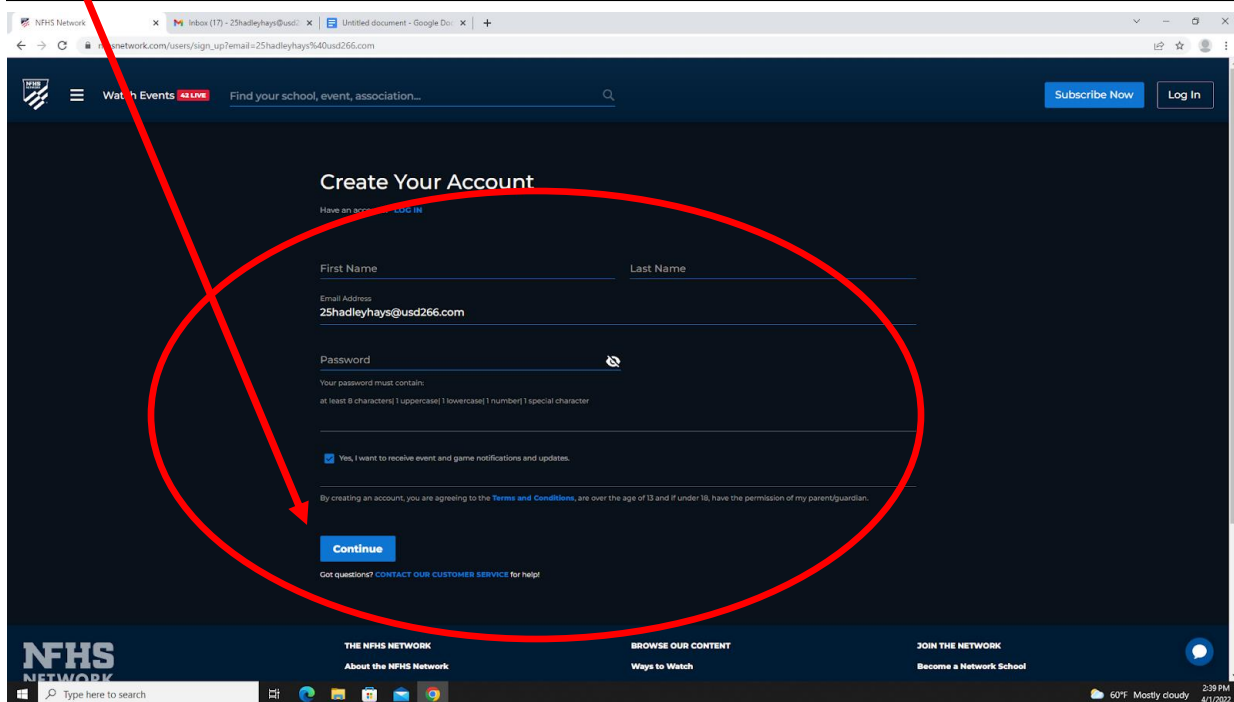 NFHS Network
Inbox (17) - 25hadleyhays@usd2
Untitled document - Google Doc
snetwork.com/users/sign_up?email=25hadleyhays%40usd266.com
NFHS
Watch Events 42 LIVE
Find your school, event, association...
Subscribe Now
Log In
Create Your Account
Have an LOG IN
First Name
Last Name
Email Address
25hadleyhays@usd266.com
Password
Your password must contain:
at least 8 characters| 1 uppercase| 1 lowercase| 1 number| 1 special character
Yes, I want to receive event and game notifications and updates.
By creating an account, you are agreeing to the Terms and Conditions, are over the age of 13 and if under 18, have the permission of my parent/guardian.
Continue
Got questions? CONTACT OUR CUSTOMER SERVICE for help!
NFHS
NETWORK
THE NFHS NETWORK
About the NFHS Network
BROWSE OUR CONTENT
Ways to Watch
JOIN THE NETWORK
Become a Network School
Type here to search
60°F Mostly cloudy
2:39 PM
4/1/2022